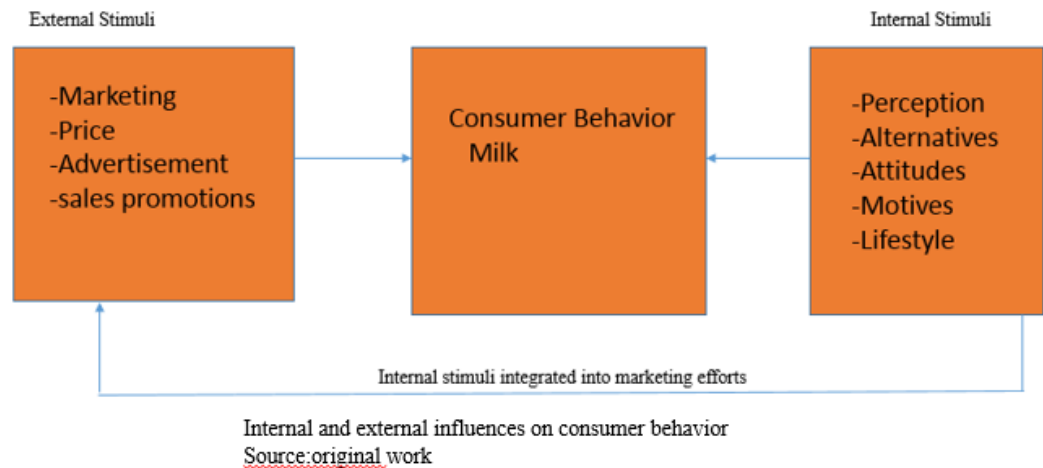 External Stimuli
Internal Stimuli
-Marketing
-Price
-Advertisement
-sales promotions
Consumer Behavior
Milk
-Perception
-Alternatives
-Attitudes
-Motives
-Lifestyle
Internal stimuli integrated into marketing efforts
Internal and external influences on consumer behavior
Source:original work